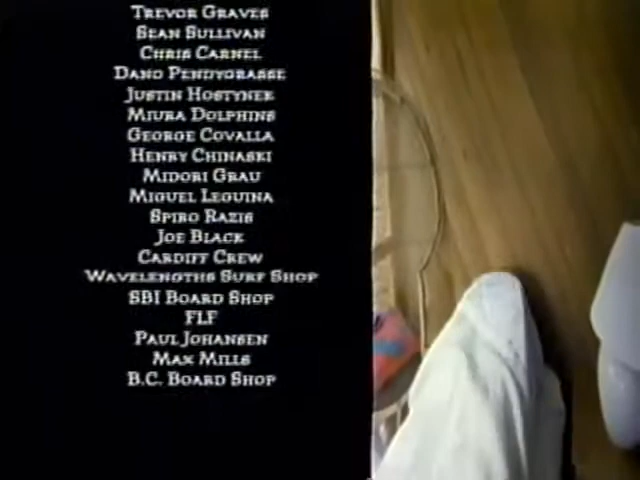 Trevor Graves
Sean Sullivan
Chris Carnel
Dano Pendygrasse
Justin Hostynek
Miura Dolphins
George Covalla
Henry Chinaski
Midori Grau
Miguel Leguina
Spiro Razis
Joe Black
Cardiff Crew
Wavelengths Surf Shop
SBI Board Shop
FLF
Paul Johansen
Max Mills
B.C. Board Shop